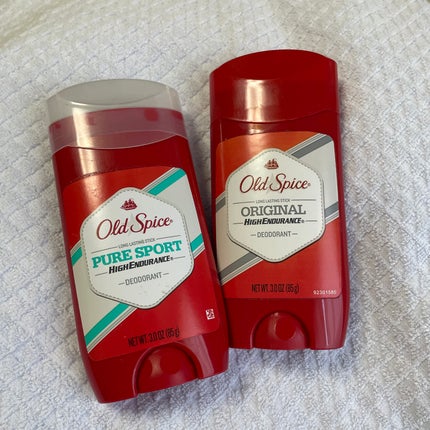 Old Spice®
LONG LASTING STICK
PURE SPORT
HIGH ENDURANCE®
DEODORANT
NET WT. 3.0 OZ (85g)
Old Spice®
LONG LASTING STICK
ORIGINAL
HIGH ENDURANCE®
DEODORANT
NET WT. 3.0 OZ (85g)
92361580